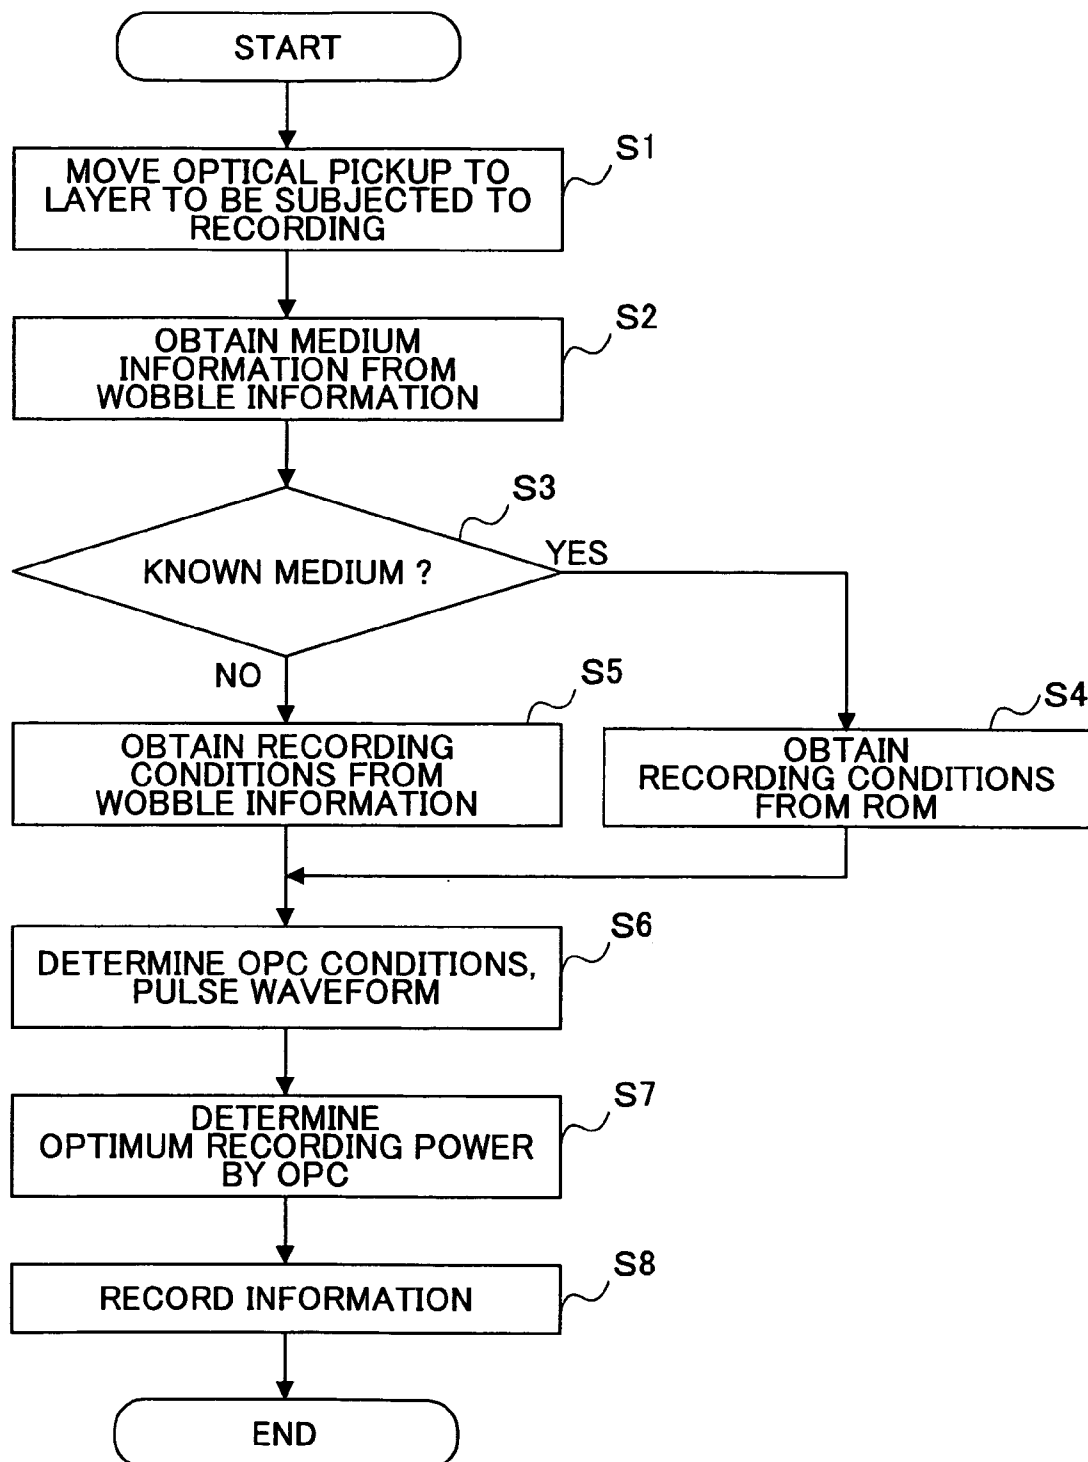 START
S1
MOVE OPTICAL PICKUP TO
LAYER TO BE SUBJECTED TO
RECORDING
S2
OBTAIN MEDIUM
INFORMATION FROM
WOBBLE INFORMATION
S3
KNOWN MEDIUM ?
YES
NO
S5
OBTAIN RECORDING
CONDITIONS FROM
WOBBLE INFORMATION
S4
OBTAIN
RECORDING CONDITIONS
FROM ROM
S6
DETERMINE OPC CONDITIONS,
PULSE WAVEFORM
S7
DETERMINE
OPTIMUM RECORDING POWER
BY OPC
S8
RECORD INFORMATION
END